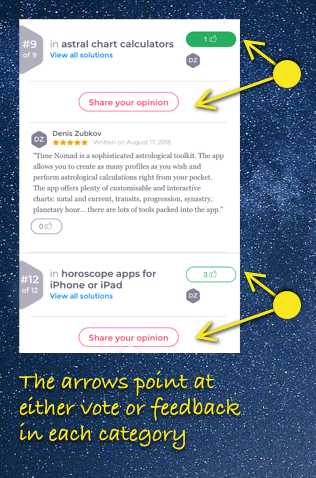 #9
of 9
in astral chart calculators
View all solutions
1
DZ
Share your opinion
DZ
Denis Zubkov
Written on August 17, 2018
"Time Nomad is a sophisticated astrological toolkit. The app
allows you to create as many profiles as you wish and
perform astrological calculations right from your pocket.
The app offers plenty of customisable and interactive
charts: natal and current, transits, progression, synastry,
planetary hour... there are lots of tools packed into the app."
0
#12
of 12
in horoscope apps for
iPhone or iPad
View all solutions
3
DZ
Share your opinion
The arrows point at
either vote or feedback
in each category